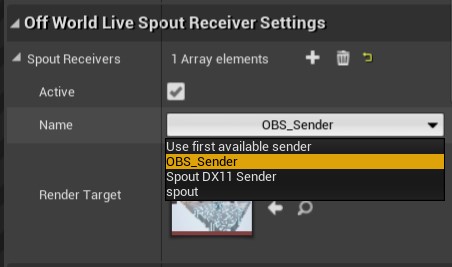 Off World Live Spout Receiver Settings
Spout Receivers 1 Array elements
Active
Name OBS_Sender
Use first available sender
OBS_Sender
Spout DX11 Sender
spout
Render Target